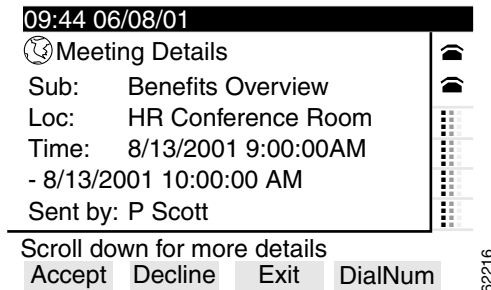 09:44 06/08/01
Meeting Details
Sub: Benefits Overview
Loc: HR Conference Room
Time: 8/13/2001 9:00:00AM
- 8/13/2001 10:00:00 AM
Sent by: P Scott
Scroll down for more details
Accept Decline Exit DialNum
62216